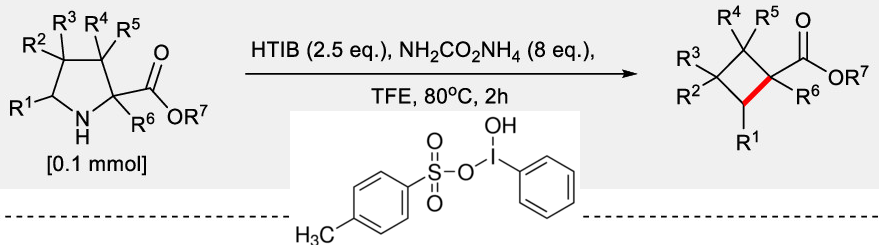 R³ R⁴
R² R⁵
O
R¹
N
H
R⁶
OR⁷
[0.1 mmol]
HTIB (2.5 eq.), NH₂CO₂NH₄ (8 eq.),
TFE, 80ºC, 2h
R⁴ R⁵
O
R³
R²
OR⁷
R⁶
R¹
OH
O
S
O
I
O
H₃C